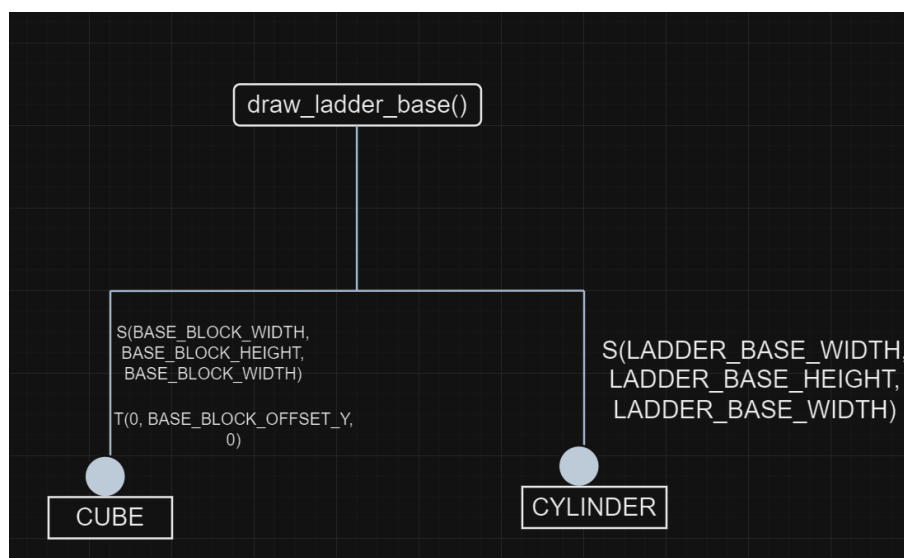 draw_ladder_base()
S(BASE_BLOCK_WIDTH,
BASE_BLOCK_HEIGHT,
BASE_BLOCK_WIDTH)
T(0, BASE_BLOCK_OFFSET_Y,
0)
CUBE
S(LADDER_BASE_WIDTH,
LADDER_BASE_HEIGHT,
LADDER_BASE_WIDTH)
CYLINDER